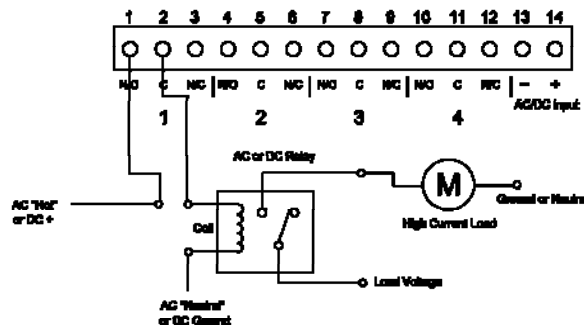 1 2 3 4 5 6 7 8 9 10 11 12 13 14
N/O C N/C N/O C N/C N/O C N/C N/O C N/C − +
AC/DC Input
1 2 3 4
AC or DC Relay
M
AC "Hot"
or DC +
Ground or Neutral
High Current Load
Coil
Load Voltage
AC "Neutral"
or DC Ground